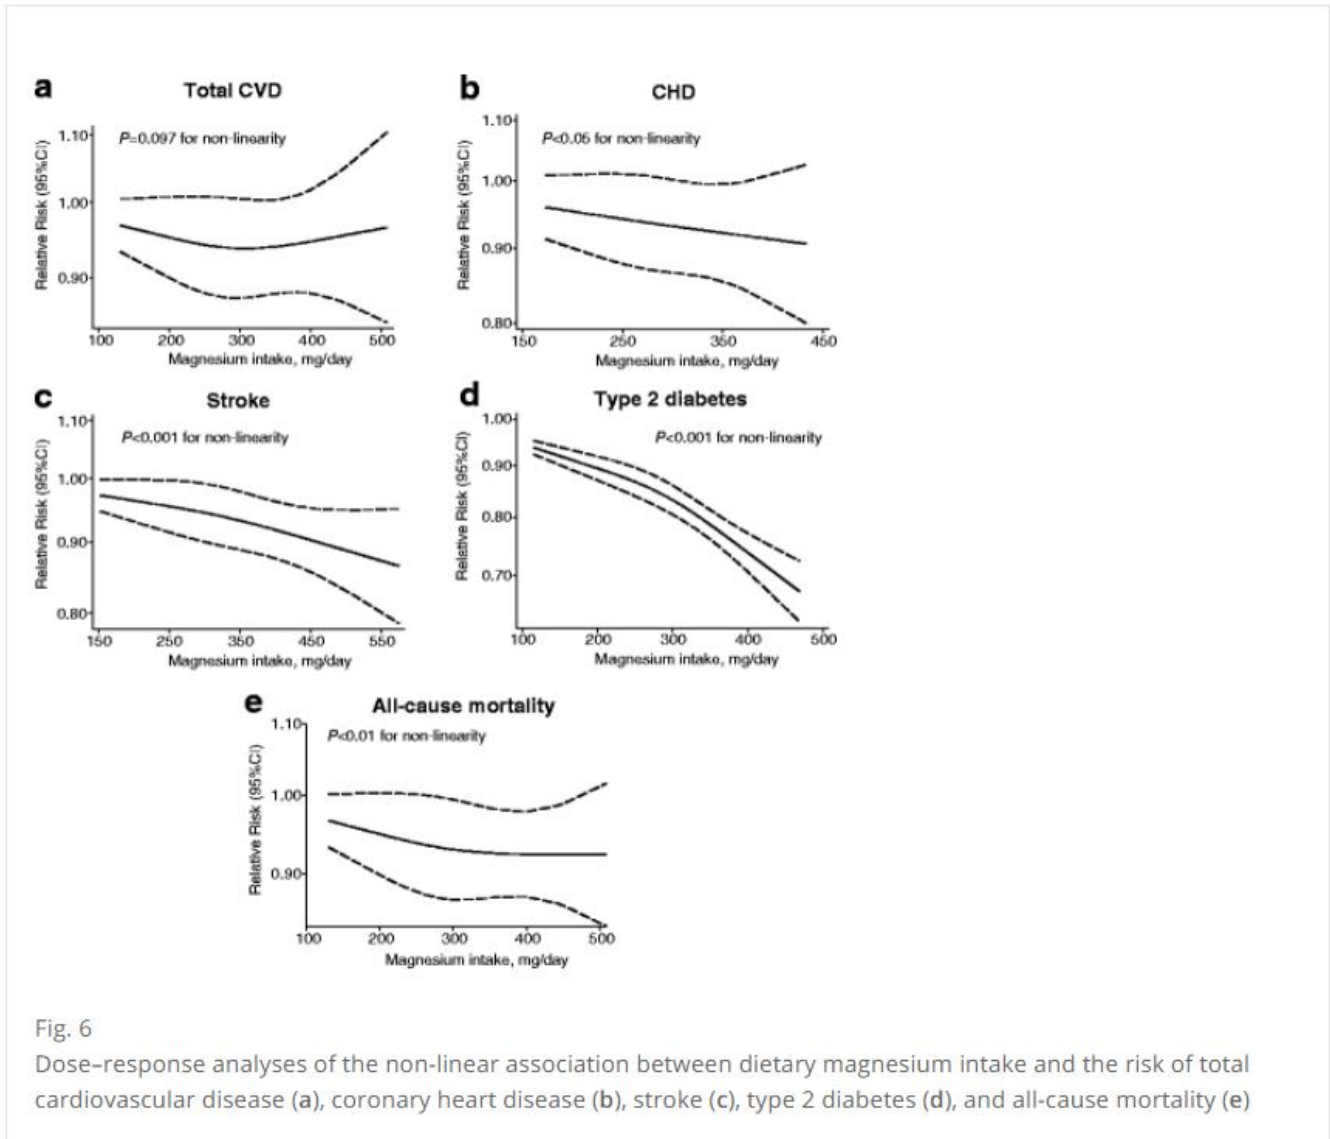 a
Total CVD
P=0.097 for non-linearity
Relative Risk (95%CI)
1.10
1.00
0.90
100 200 300 400 500
Magnesium intake, mg/day
b
CHD
P<0.05 for non-linearity
Relative Risk (95%CI)
1.10
1.00
0.90
0.80
150 250 350 450
Magnesium intake, mg/day
c
Stroke
P<0.001 for non-linearity
Relative Risk (95%CI)
1.10
1.00
0.90
0.80
150 250 350 450 550
Magnesium intake, mg/day
d
Type 2 diabetes
P<0.001 for non-linearity
Relative Risk (95%CI)
1.00
0.90
0.80
0.70
100 200 300 400 500
Magnesium intake, mg/day
e
All-cause mortality
P<0.01 for non-linearity
Relative Risk (95%CI)
1.10
1.00
0.90
100 200 300 400 500
Magnesium intake, mg/day
Fig. 6
Dose–response analyses of the non-linear association between dietary magnesium intake and the risk of total
cardiovascular disease (a), coronary heart disease (b), stroke (c), type 2 diabetes (d), and all-cause mortality (e)